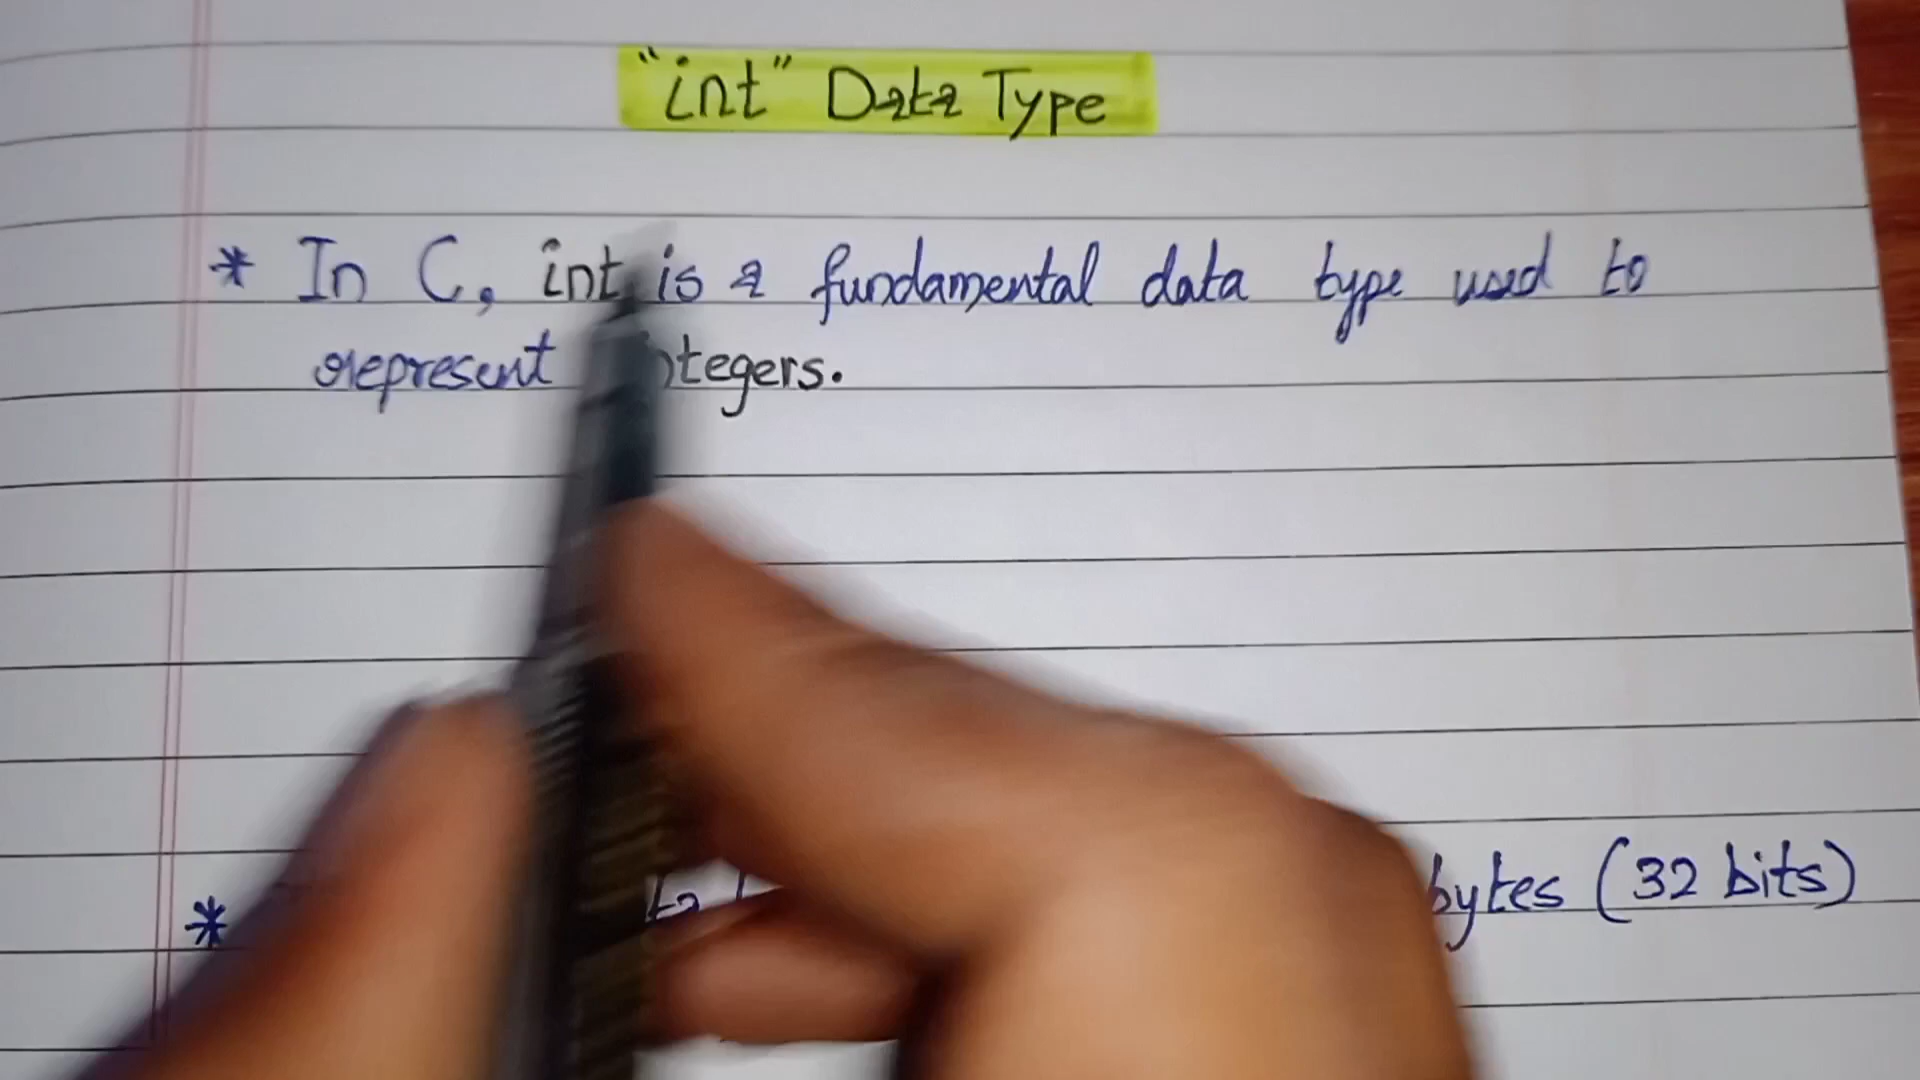 "int" Data Type
* In C, int is a fundamental data type used to
represent integers.
* bytes (32 bits)